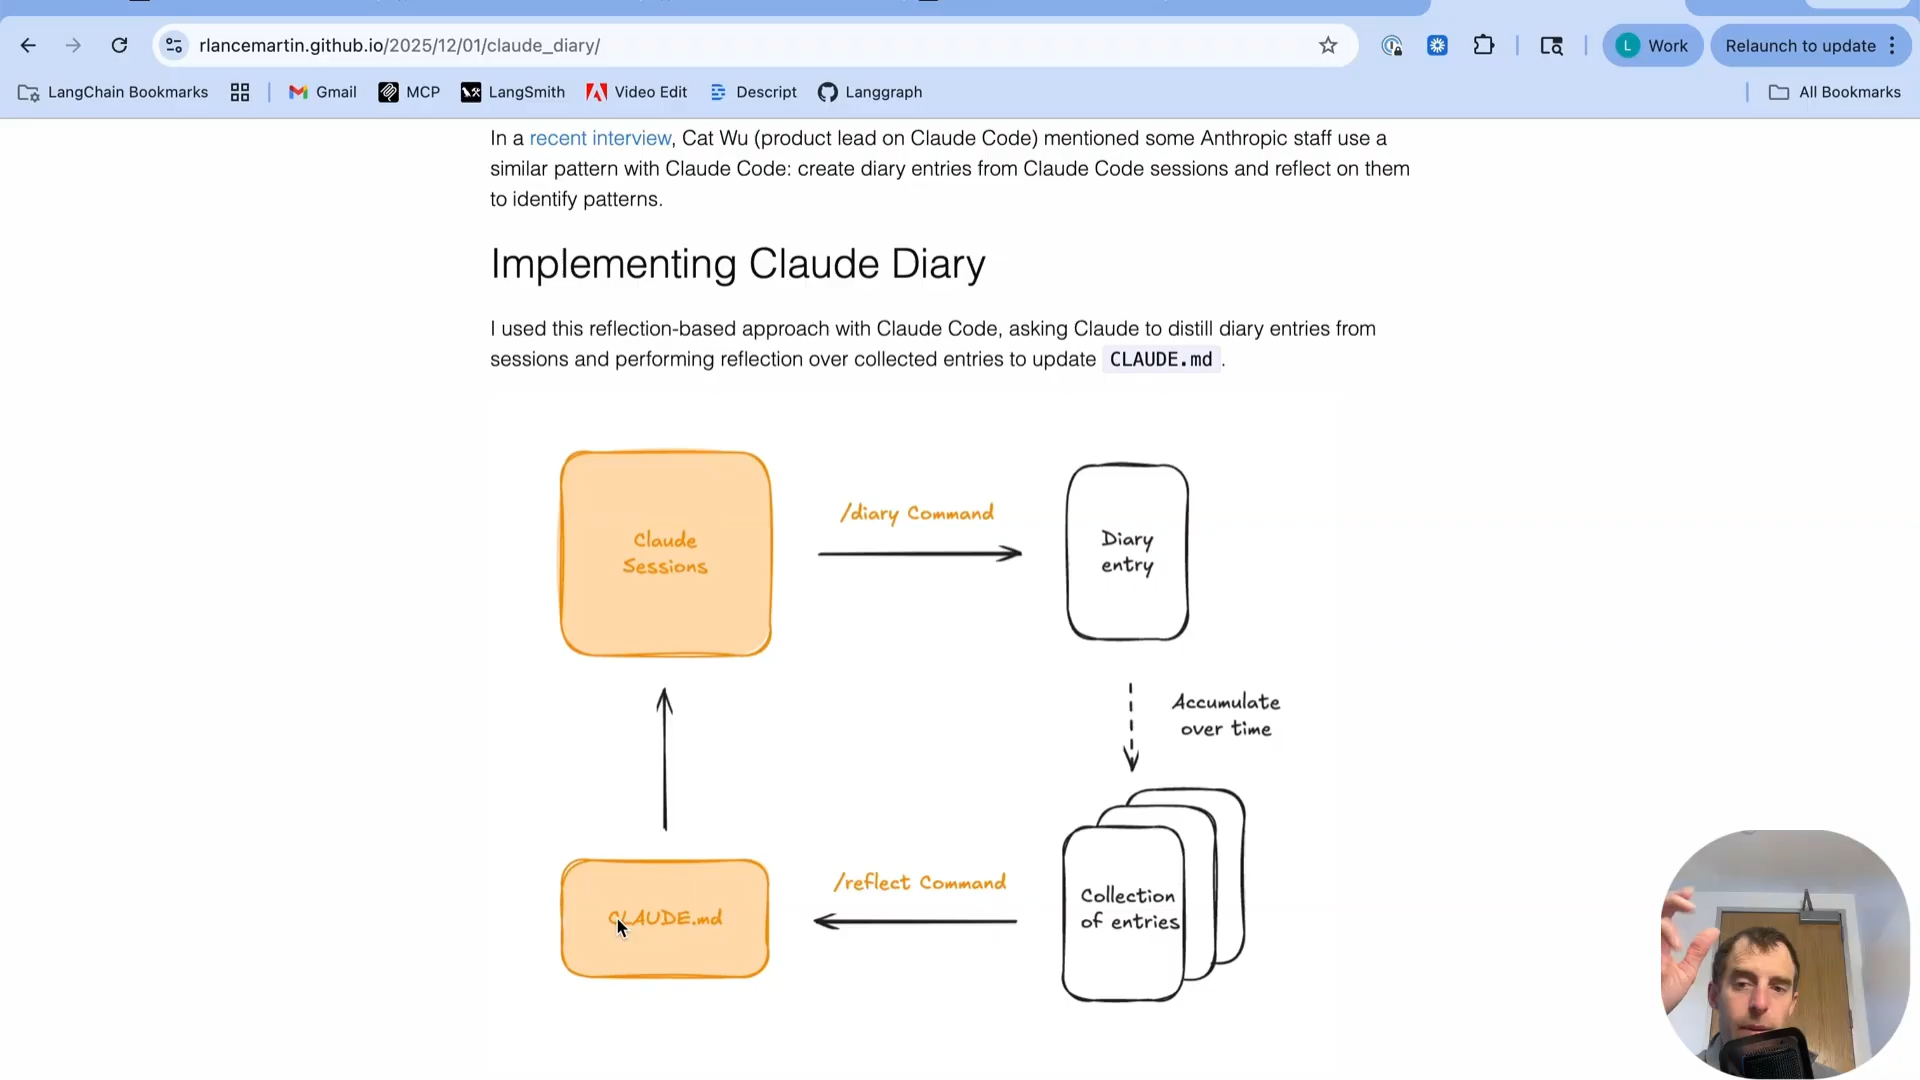 rlancemartin.github.io/2025/12/01/claude_diary/
L Work
Relaunch to update
LangChain Bookmarks
Gmail
MCP
LangSmith
Video Edit
Descript
Langgraph
All Bookmarks
In a recent interview, Cat Wu (product lead on Claude Code) mentioned some Anthropic staff use a
similar pattern with Claude Code: create diary entries from Claude Code sessions and reflect on them
to identify patterns.
Implementing Claude Diary
I used this reflection-based approach with Claude Code, asking Claude to distill diary entries from
sessions and performing reflection over collected entries to update CLAUDE.md.
Claude
Sessions
/diary Command
Diary
entry
Accumulate
over time
Collection
of entries
/reflect Command
CLAUDE.md